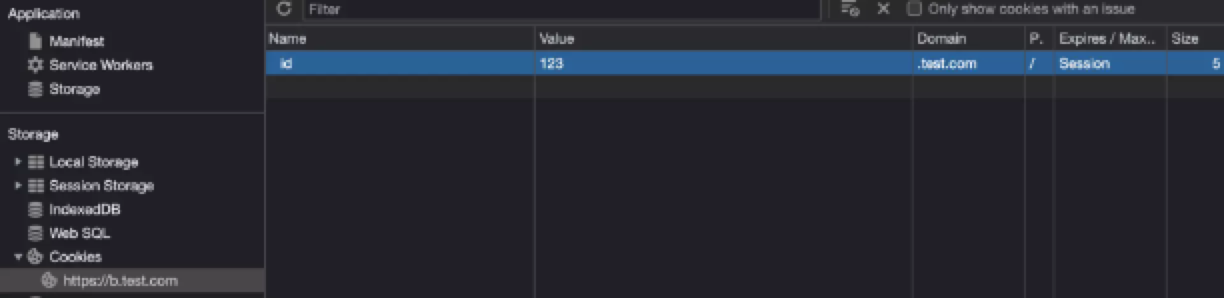 Application
Manifest
Service Workers
Storage
Storage
Local Storage
Session Storage
IndexedDB
Web SQL
Cookies
https://b.test.com
Filter
Only show cookies with an issue
Name Value Domain P. Expires / Max... Size
id 123 .test.com / Session 5